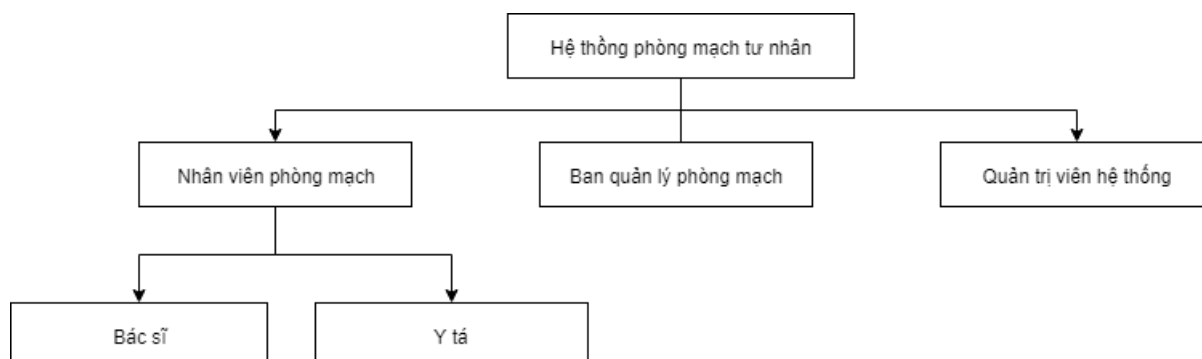 Hệ thồng phòng mạch tư nhân
Nhân viên phòng mạch
Ban quản lý phòng mạch
Quản trị viên hệ thống
Bác sĩ
Y tá